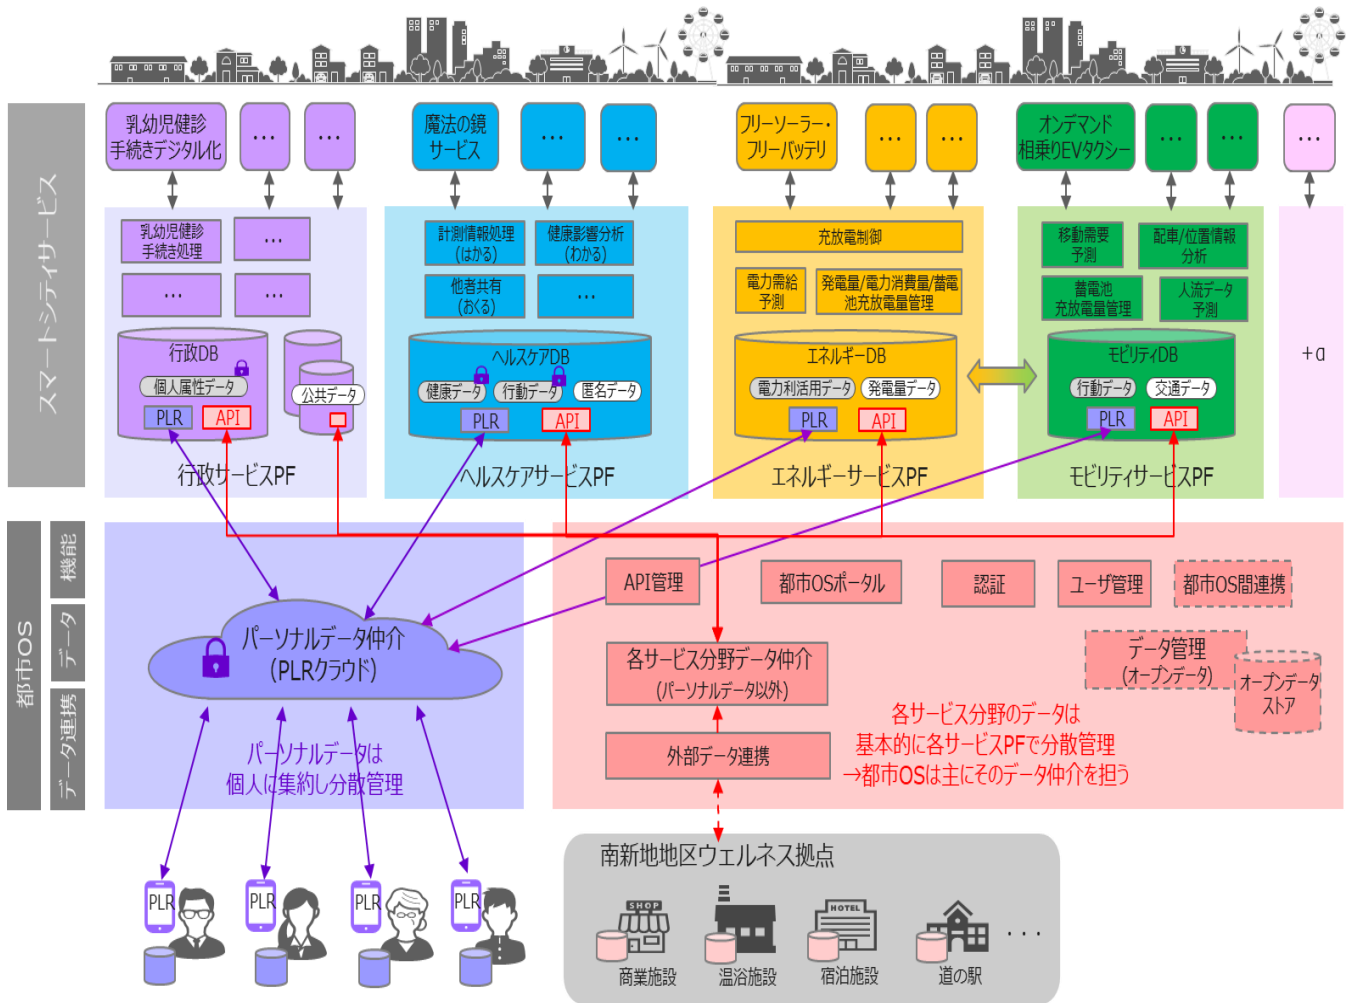 スマートシティサービス
乳幼児健診
手続きデジタル化
…
…
魔法の鏡
サービス
…
…
フリーソーラー・
フリーバッテリ
…
…
オンデマンド
相乗りEVタクシー
…
…
…
乳幼児健診
手続き処理
…
…
…
行政DB
個人属性データ
PLR
API
公共データ
行政サービスPF
計測情報処理
(はかる)
健康影響分析
(わかる)
他者共有
(おくる)
…
ヘルスケアDB
健康データ
行動データ
匿名データ
PLR
API
ヘルスケアサービスPF
充放電制御
電力需給
予測
発電量/電力消費量/蓄電
池充放電量管理
エネルギーDB
電力利活用データ
発電量データ
PLR
API
エネルギーサービスPF
移動需要
予測
配車/位置情報
分析
蓄電池
充放電量管理
人流データ
予測
モビリティDB
行動データ
交通データ
PLR
API
モビリティサービスPF
+α
都市OS
機能
データ
データ連携
パーソナルデータ仲介
(PLRクラウド)
パーソナルデータは
個人に集約し分散管理
API管理
都市OSポータル
認証
ユーザ管理
都市OS間連携
各サービス分野データ仲介
(パーソナルデータ以外)
データ管理
(オープンデータ)
オープンデータ
ストア
外部データ連携
各サービス分野のデータは
基本的に各サービスPFで分散管理
→都市OSは主にそのデータ仲介を担う
PLR
PLR
PLR
PLR
南新地地区ウェルネス拠点
SHOP
HOTEL
商業施設
温浴施設
宿泊施設
道の駅
・・・